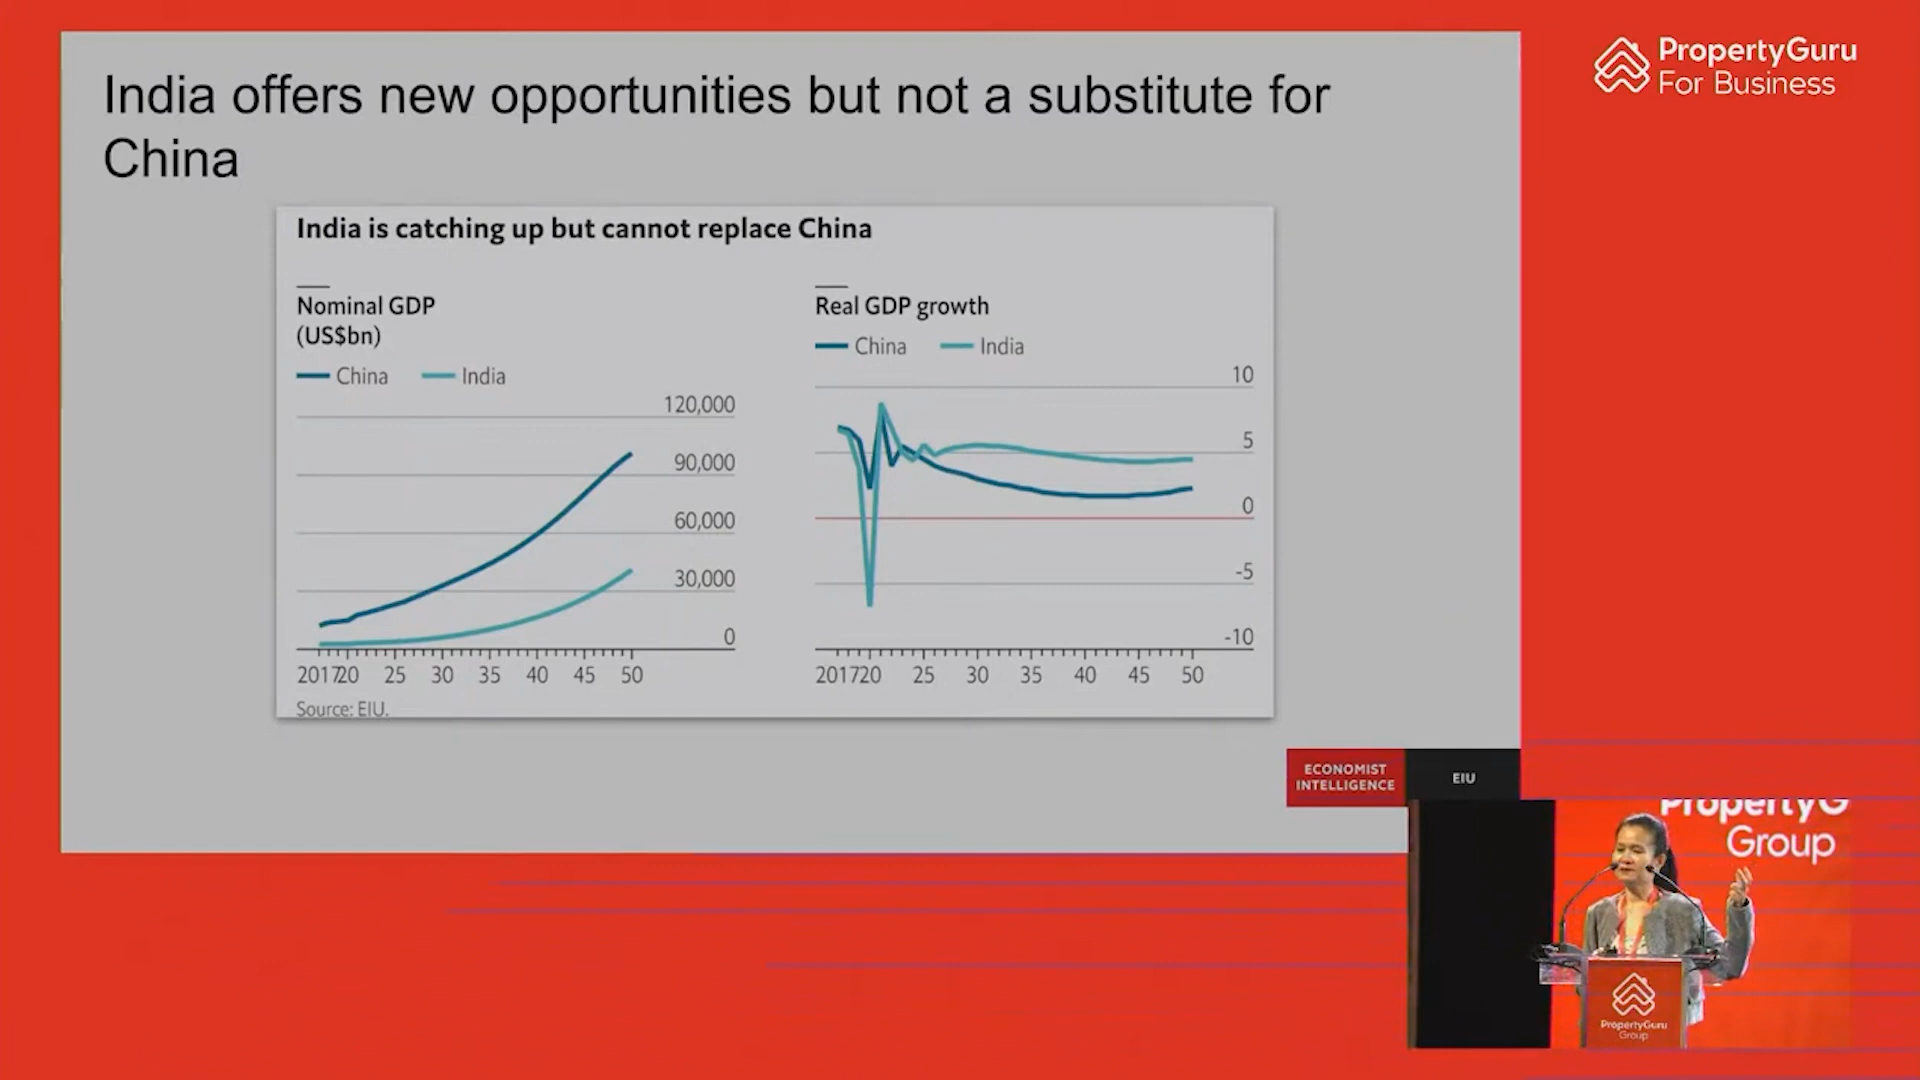 India offers new opportunities but not a substitute for
China
PropertyGuru
For Business
India is catching up but cannot replace China
Nominal GDP
(US$bn)
China India
120,000
90,000
60,000
30,000
0
2017 20 25 30 35 40 45 50
Source: EIU.
Real GDP growth
China India
10
5
0
-5
-10
2017 20 25 30 35 40 45 50
ECONOMIST
INTELLIGENCE
EIU
PropertyG
Group
PropertyGuru
Group